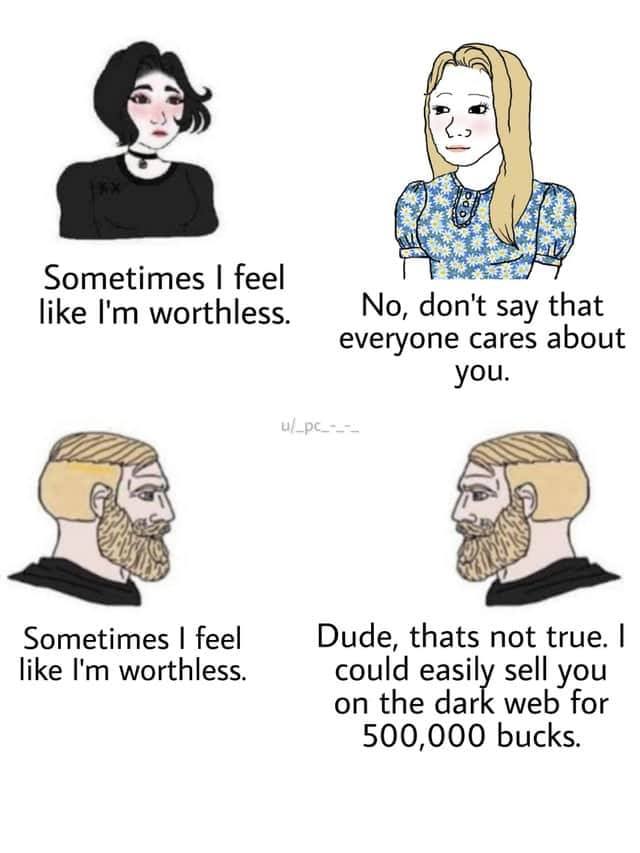 Sometimes I feel
like I'm worthless.
No, don't say that
everyone cares about
you.
u/_pc_-_-_
Sometimes I feel
like I'm worthless.
Dude, thats not true. I
could easily sell you
on the dark web for
500,000 bucks.